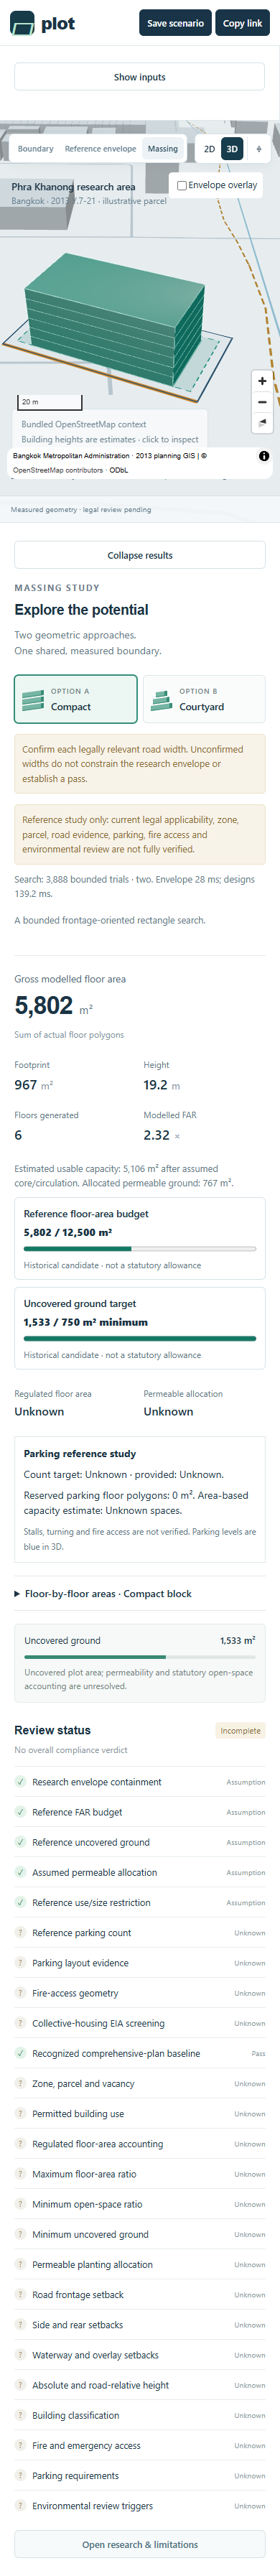 plot
Save scenario
Copy link
Show inputs
Boundary
Reference envelope
Massing
2D
3D
Phra Khanong research area
Envelope overlay
20 m
Bundled OpenStreetMap context
Building heights are estimates · click to inspect
Bangkok Metropolitan Administration · 2013 planning GIS | ©
OpenStreetMap contributors · ODbL
Measured geometry · legal review pending
Collapse results
MASSING STUDY
Explore the potential
Two geometric approaches.
One shared, measured boundary.
OPTION A
Compact
OPTION B
Courtyard
Confirm each legally relevant road width. Unconfirmed
widths do not constrain the research envelope or
establish a pass.
Reference study only: current legal applicability, zone,
parcel, road evidence, parking, fire access and
environmental review are not fully verified.
Search: 3,888 bounded trials · two. Envelope 28 ms; designs
139.2 ms.
A bounded frontage-oriented rectangle search.
Gross modelled floor area
5,802 m²
Sum of actual floor polygons
Footprint
967 m²
Height
19.2 m
Floors generated
6
Modelled FAR
2.32 ×
Estimated usable capacity: 5,106 m² after assumed
core/circulation. Allocated permeable ground: 767 m².
Reference floor-area budget
5,802 / 12,500 m²
Historical candidate · not a statutory allowance
Uncovered ground target
1,533 / 750 m² minimum
Historical candidate · not a statutory allowance
Regulated floor area
Unknown
Permeable allocation
Unknown
Parking reference study
Count target: Unknown · provided: Unknown.
Reserved parking floor polygons: 0 m². Area-based
capacity estimate: Unknown spaces.
Stalls, turning and fire access are not verified. Parking levels are
blue in 3D.
Floor-by-floor areas · Compact block
Uncovered ground
1,533 m²
Uncovered plot area; permeability and statutory open-space
accounting are unresolved.
Review status
Incomplete
No overall compliance verdict
Research envelope containment
Assumption
Reference FAR budget
Assumption
Reference uncovered ground
Assumption
Assumed permeable allocation
Assumption
Reference use/size restriction
Assumption
Reference parking count
Unknown
Parking layout evidence
Unknown
Fire-access geometry
Unknown
Collective-housing EIA screening
Unknown
Recognized comprehensive-plan baseline
Pass
Zone, parcel and vacancy
Unknown
Permitted building use
Unknown
Regulated floor-area accounting
Unknown
Maximum floor-area ratio
Unknown
Minimum open-space ratio
Unknown
Minimum uncovered ground
Unknown
Permeable planting allocation
Unknown
Road frontage setback
Unknown
Side and rear setbacks
Unknown
Waterway and overlay setbacks
Unknown
Absolute and road-relative height
Unknown
Building classification
Unknown
Fire and emergency access
Unknown
Parking requirements
Unknown
Environmental review triggers
Unknown
Open research & limitations